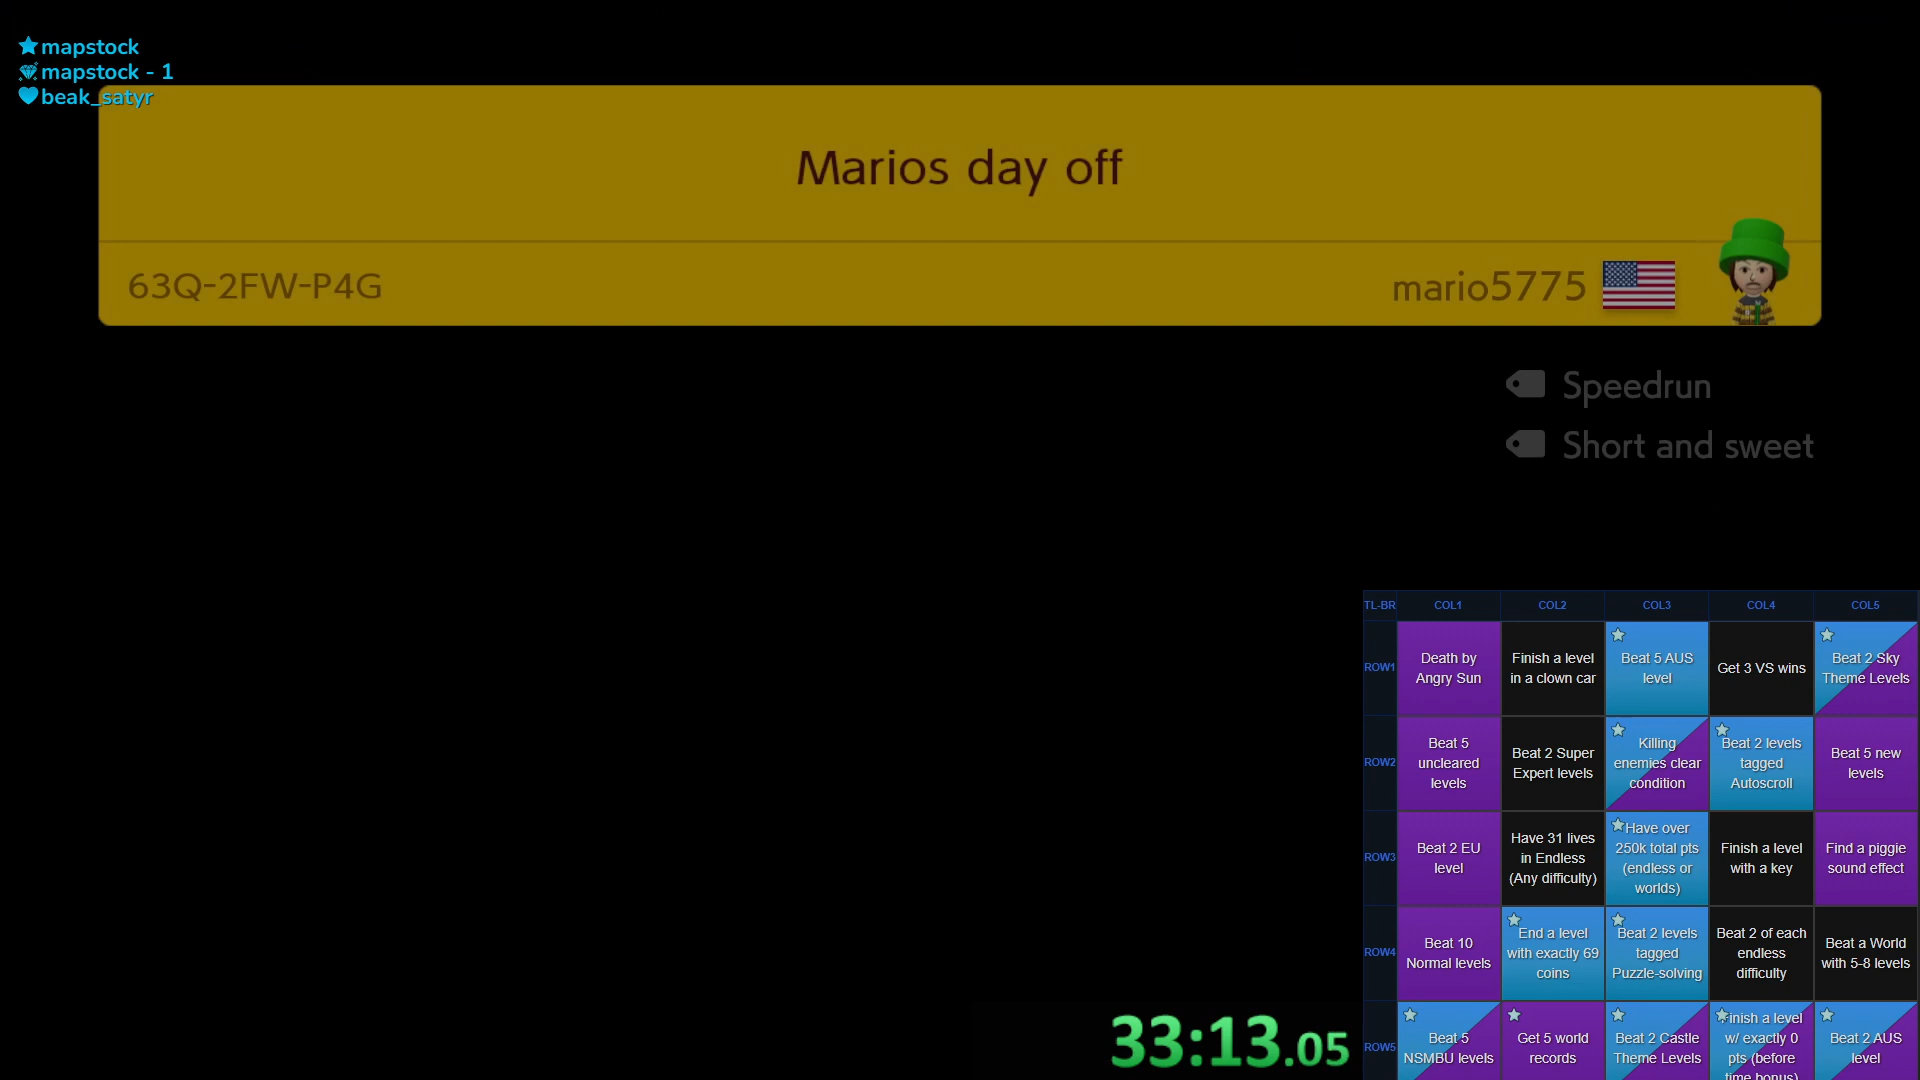 mapstock
mapstock - 1
beak_satyr
Marios day off
63Q-2FW-P4G
mario5775
Speedrun
Short and sweet
TL-BR COL1 COL2 COL3 COL4 COL5
ROW1
Death by
Angry Sun
Finish a level
in a clown car
Beat 5 AUS
level
Get 3 VS wins
Beat 2 Sky
Theme Levels
ROW2
Beat 5
uncleared
levels
Beat 2 Super
Expert levels
Killing
enemies clear
condition
Beat 2 levels
tagged
Autoscroll
Beat 5 new
levels
ROW3
Beat 2 EU
level
Have 31 lives
in Endless
(Any difficulty)
Have over
250k total pts
(endless or
worlds)
Finish a level
with a key
Find a piggie
sound effect
ROW4
Beat 10
Normal levels
End a level
with exactly 69
coins
Beat 2 levels
tagged
Puzzle-solving
Beat 2 of each
endless
difficulty
Beat a World
with 5-8 levels
ROW5
Beat 5
NSMBU levels
Get 5 world
records
Beat 2 Castle
Theme Levels
Finish a level
w/ exactly 0
pts (before
time bonus)
Beat 2 AUS
level
33:13.05